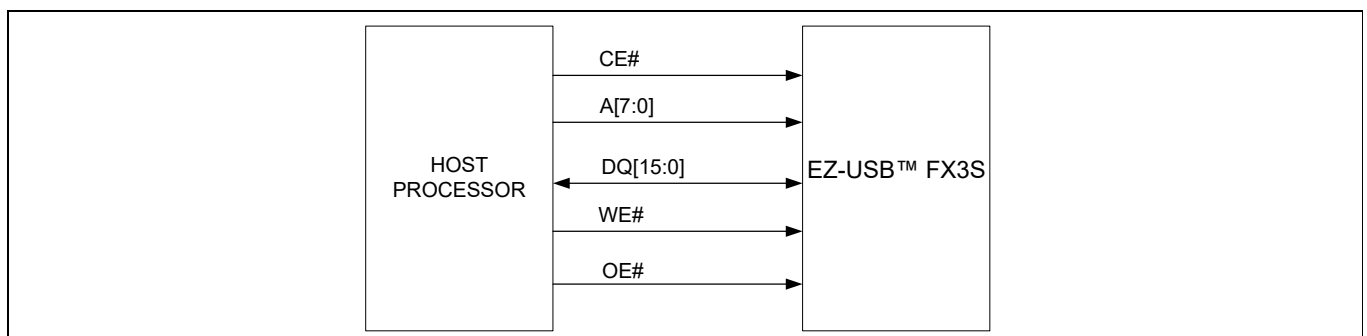 CE#
A[7:0]
HOST
PROCESSOR
DQ[15:0]
EZ-USB™ FX3S
WE#
OE#